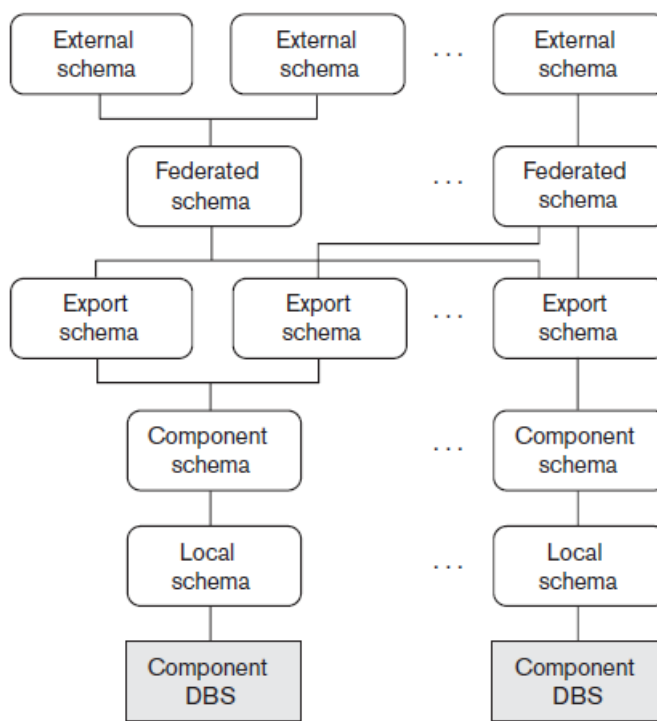 External
schema
External
schema
. . .
External
schema
Federated
schema
. . .
Federated
schema
Export
schema
Export
schema
. . .
Export
schema
Component
schema
. . .
Component
schema
Local
schema
. . .
Local
schema
Component
DBS
Component
DBS